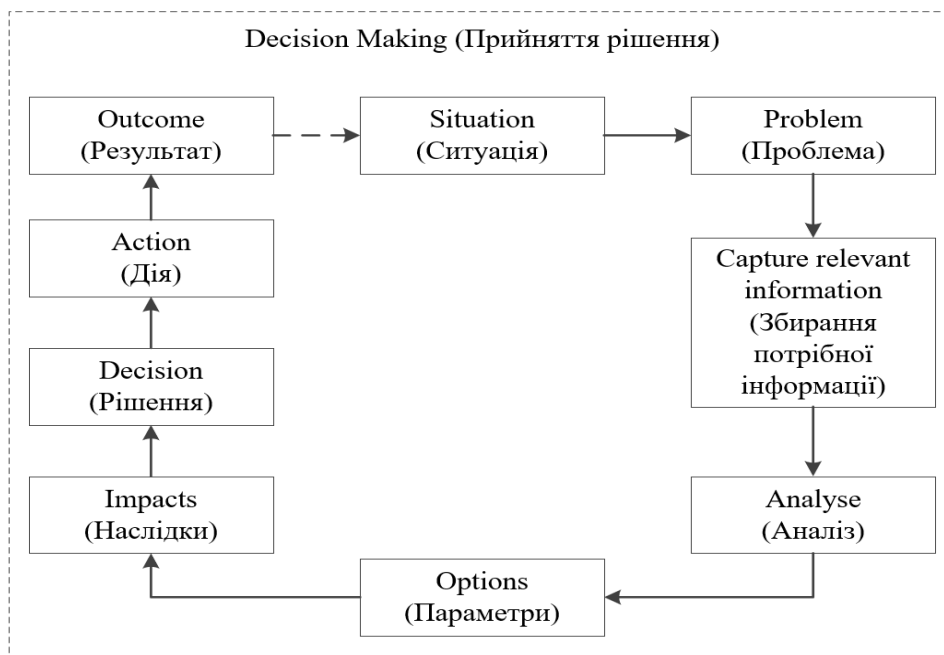 Decision Making (Прийняття рішення)
Outcome
(Результат)
Situation
(Ситуація)
Problem
(Проблема)
Action
(Дія)
Capture relevant
information
(Збирання
потрібної
інформації)
Decision
(Рішення)
Impacts
(Наслідки)
Analyse
(Аналіз)
Options
(Параметри)